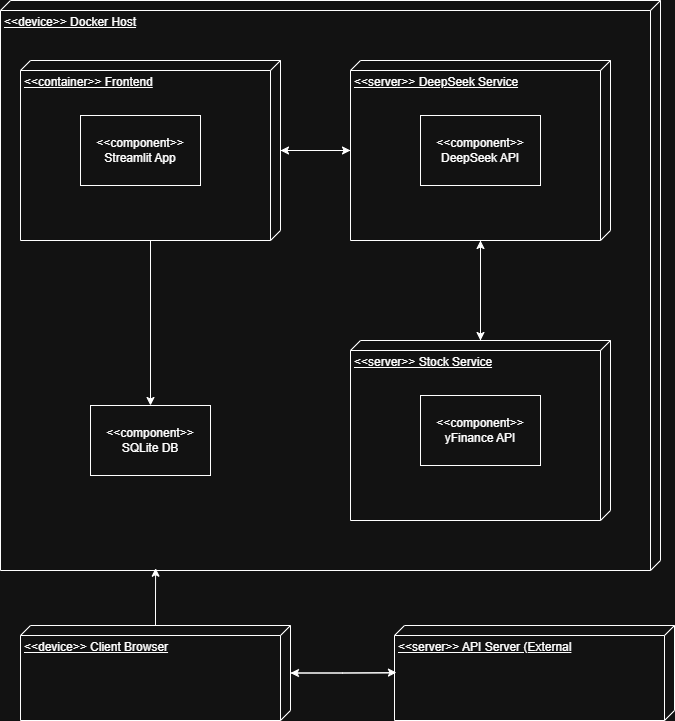 <<device>> Docker Host
<<container>> Frontend
<<component>>
Streamlit App
<<server>> DeepSeek Service
<<component>>
DeepSeek API
<<server>> Stock Service
<<component>>
yFinance API
<<component>>
SQLite DB
<<device>> Client Browser
<<server>> API Server (External